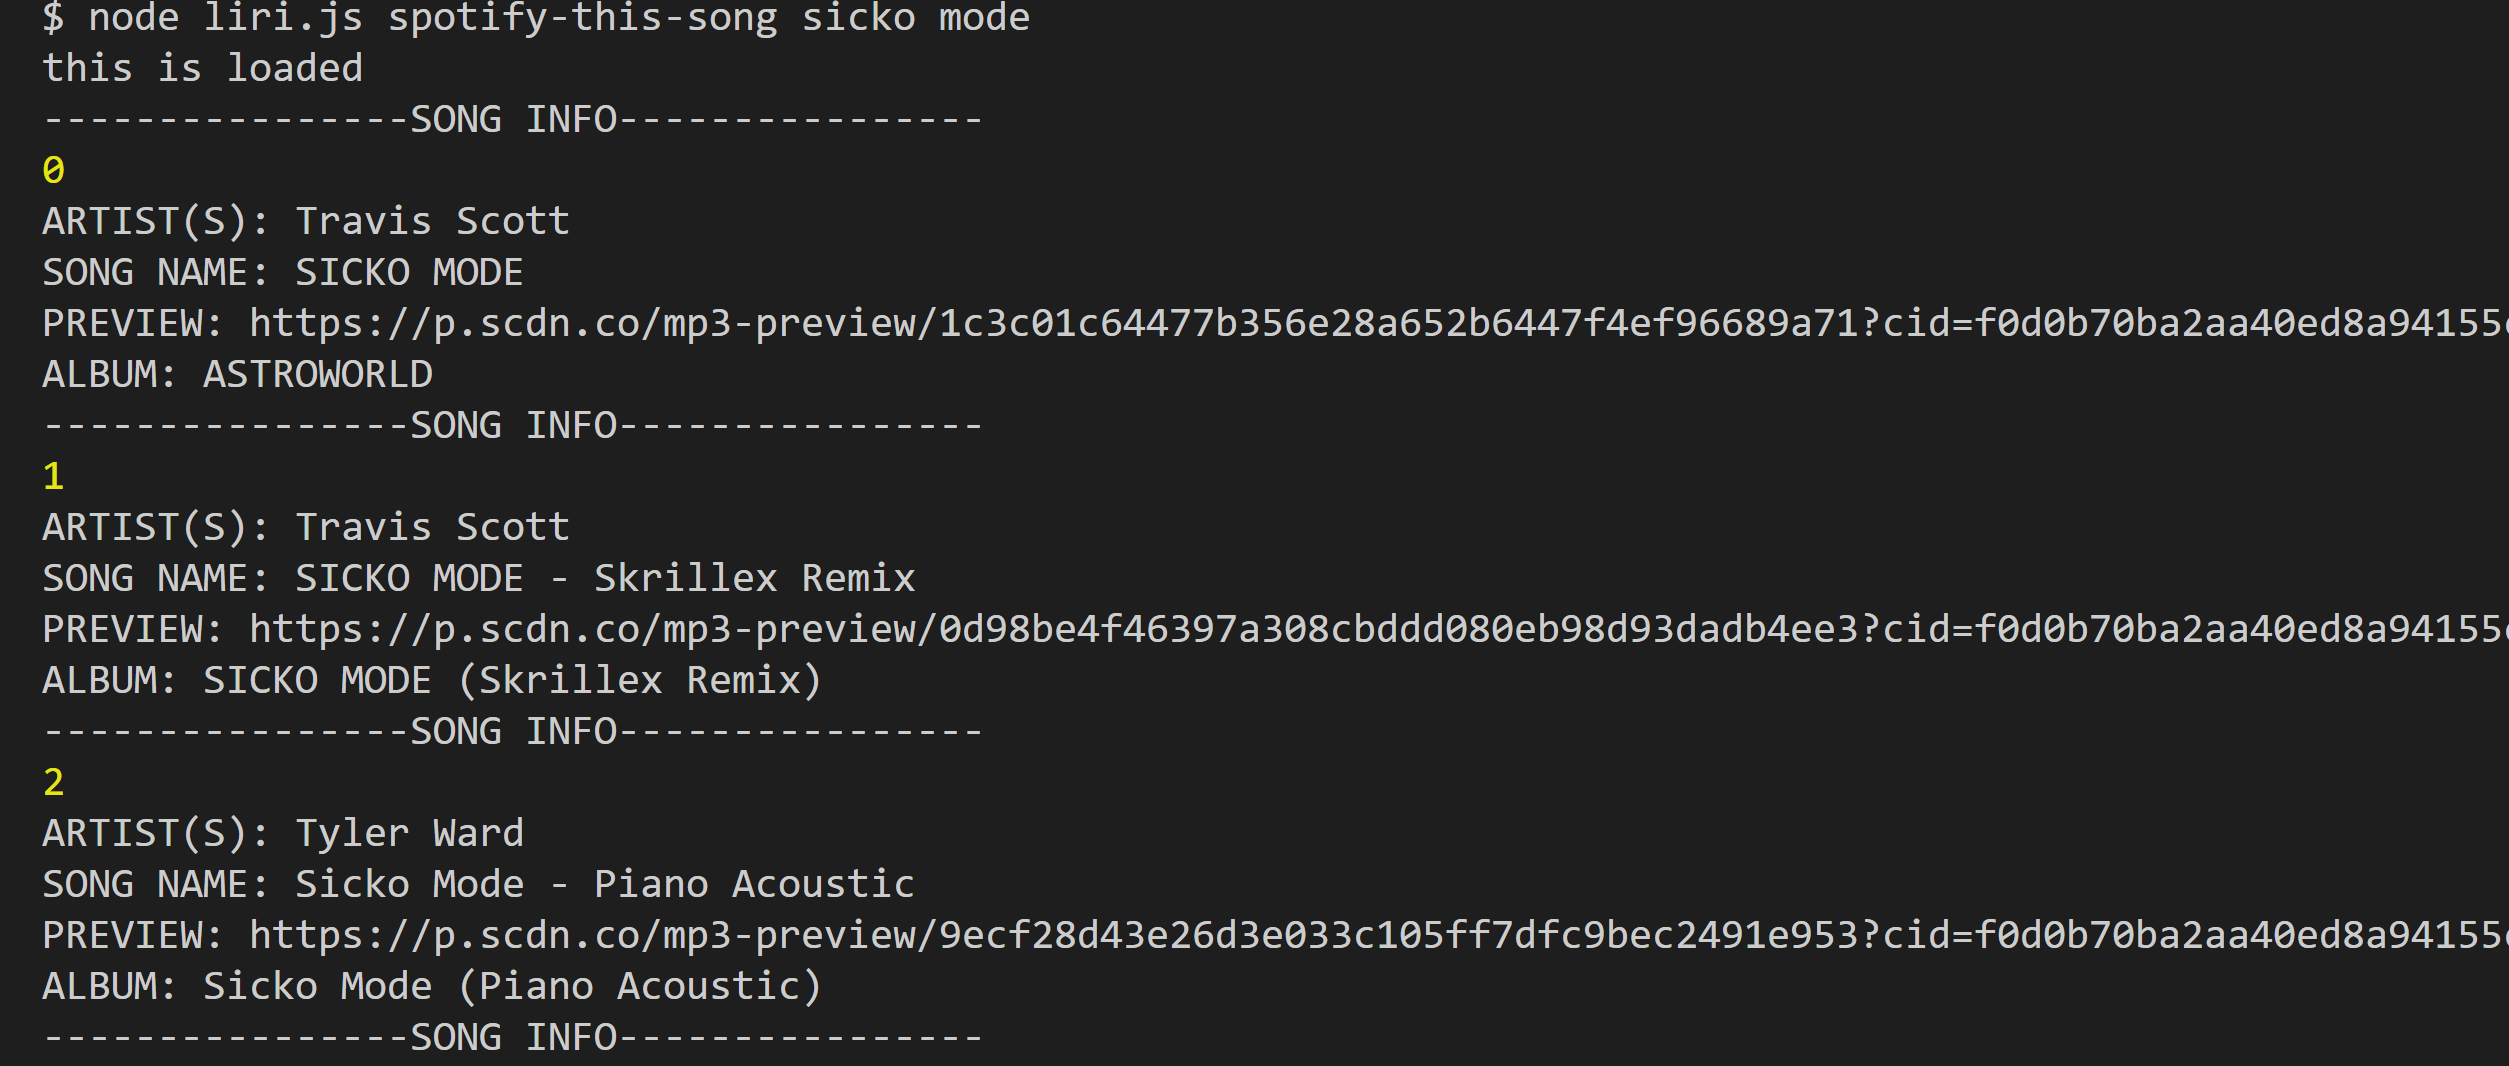 $ node liri.js spotify-this-song sicko mode
this is loaded
----------------SONG INFO----------------
0
ARTIST(S): Travis Scott
SONG NAME: SICKO MODE
PREVIEW: https://p.scdn.co/mp3-preview/1c3c01c64477b356e28a652b6447f4ef96689a71?cid=f0d0b70ba2aa40ed8a94155
ALBUM: ASTROWORLD
----------------SONG INFO----------------
1
ARTIST(S): Travis Scott
SONG NAME: SICKO MODE - Skrillex Remix
PREVIEW: https://p.scdn.co/mp3-preview/0d98be4f46397a308cbddd080eb98d93dadb4ee3?cid=f0d0b70ba2aa40ed8a94155
ALBUM: SICKO MODE (Skrillex Remix)
----------------SONG INFO----------------
2
ARTIST(S): Tyler Ward
SONG NAME: Sicko Mode - Piano Acoustic
PREVIEW: https://p.scdn.co/mp3-preview/9ecf28d43e26d3e033c105ff7dfc9bec2491e953?cid=f0d0b70ba2aa40ed8a94155
ALBUM: Sicko Mode (Piano Acoustic)
----------------SONG INFO----------------